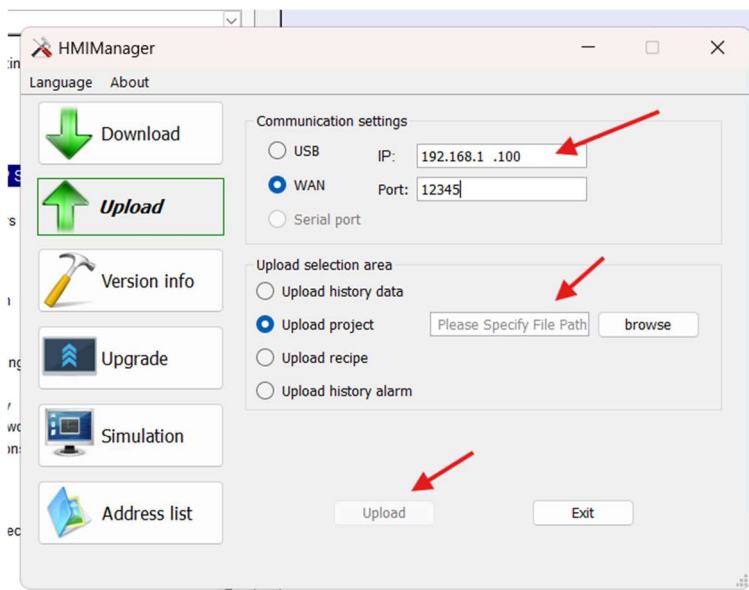 HMIManager
Language About
Download
Upload
Version info
Upgrade
Simulation
Address list
Communication settings
USB
IP: 192.168.1 .100
WAN
Port: 12345
Serial port
Upload selection area
Upload history data
Upload project Please Specify File Path browse
Upload recipe
Upload history alarm
Upload Exit